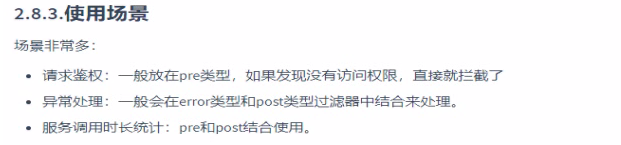 2.8.3.使用场景
场景非常多：
• 请求鉴权：一般放在pre类型，如果发现没有访问权限，直接就拦截了
• 异常处理：一般会在error类型和post类型过滤器中结合来处理。
• 服务调用时长统计：pre和post结合使用。